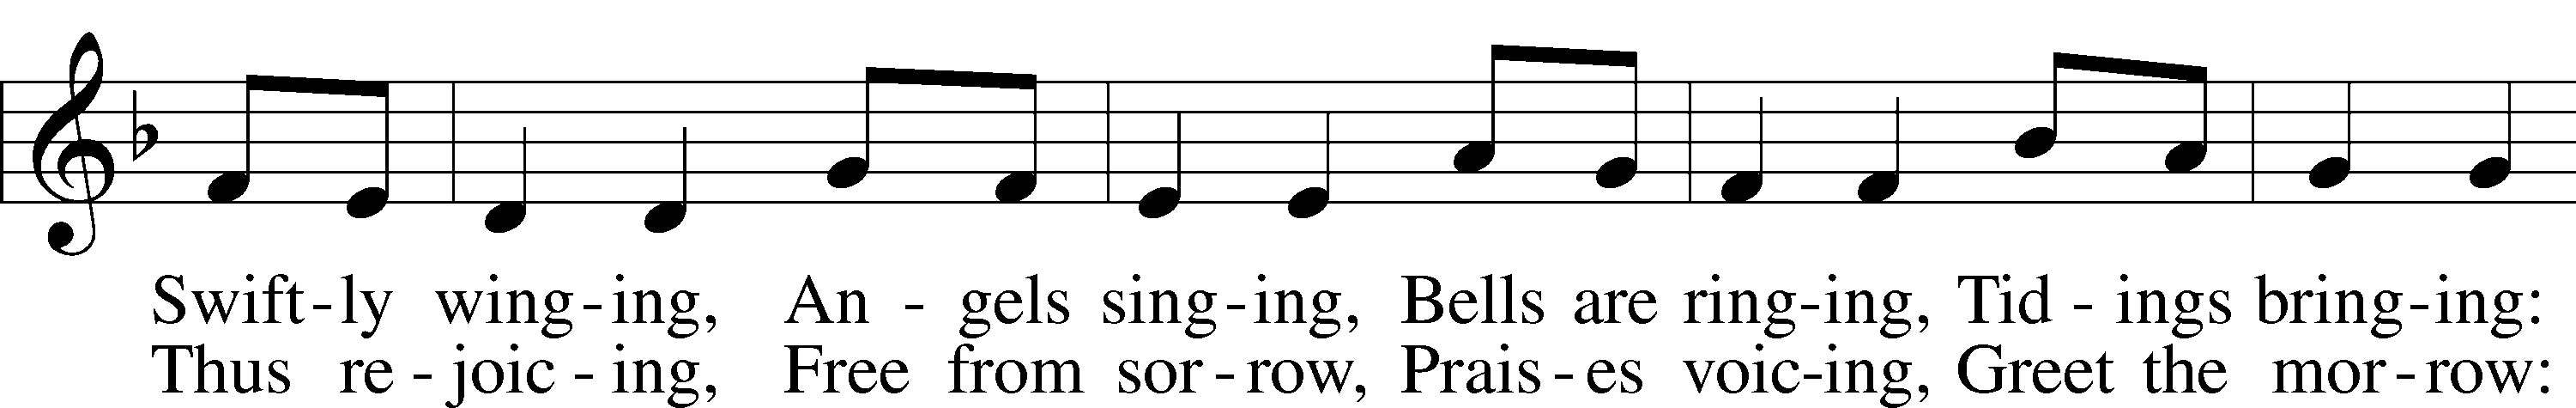 Swift-ly wing-ing, An - gels sing-ing, Bells are ring-ing, Tid - ings bring-ing:
Thus re - joic - ing, Free from sor - row, Prais - es voic-ing, Greet the mor - row: